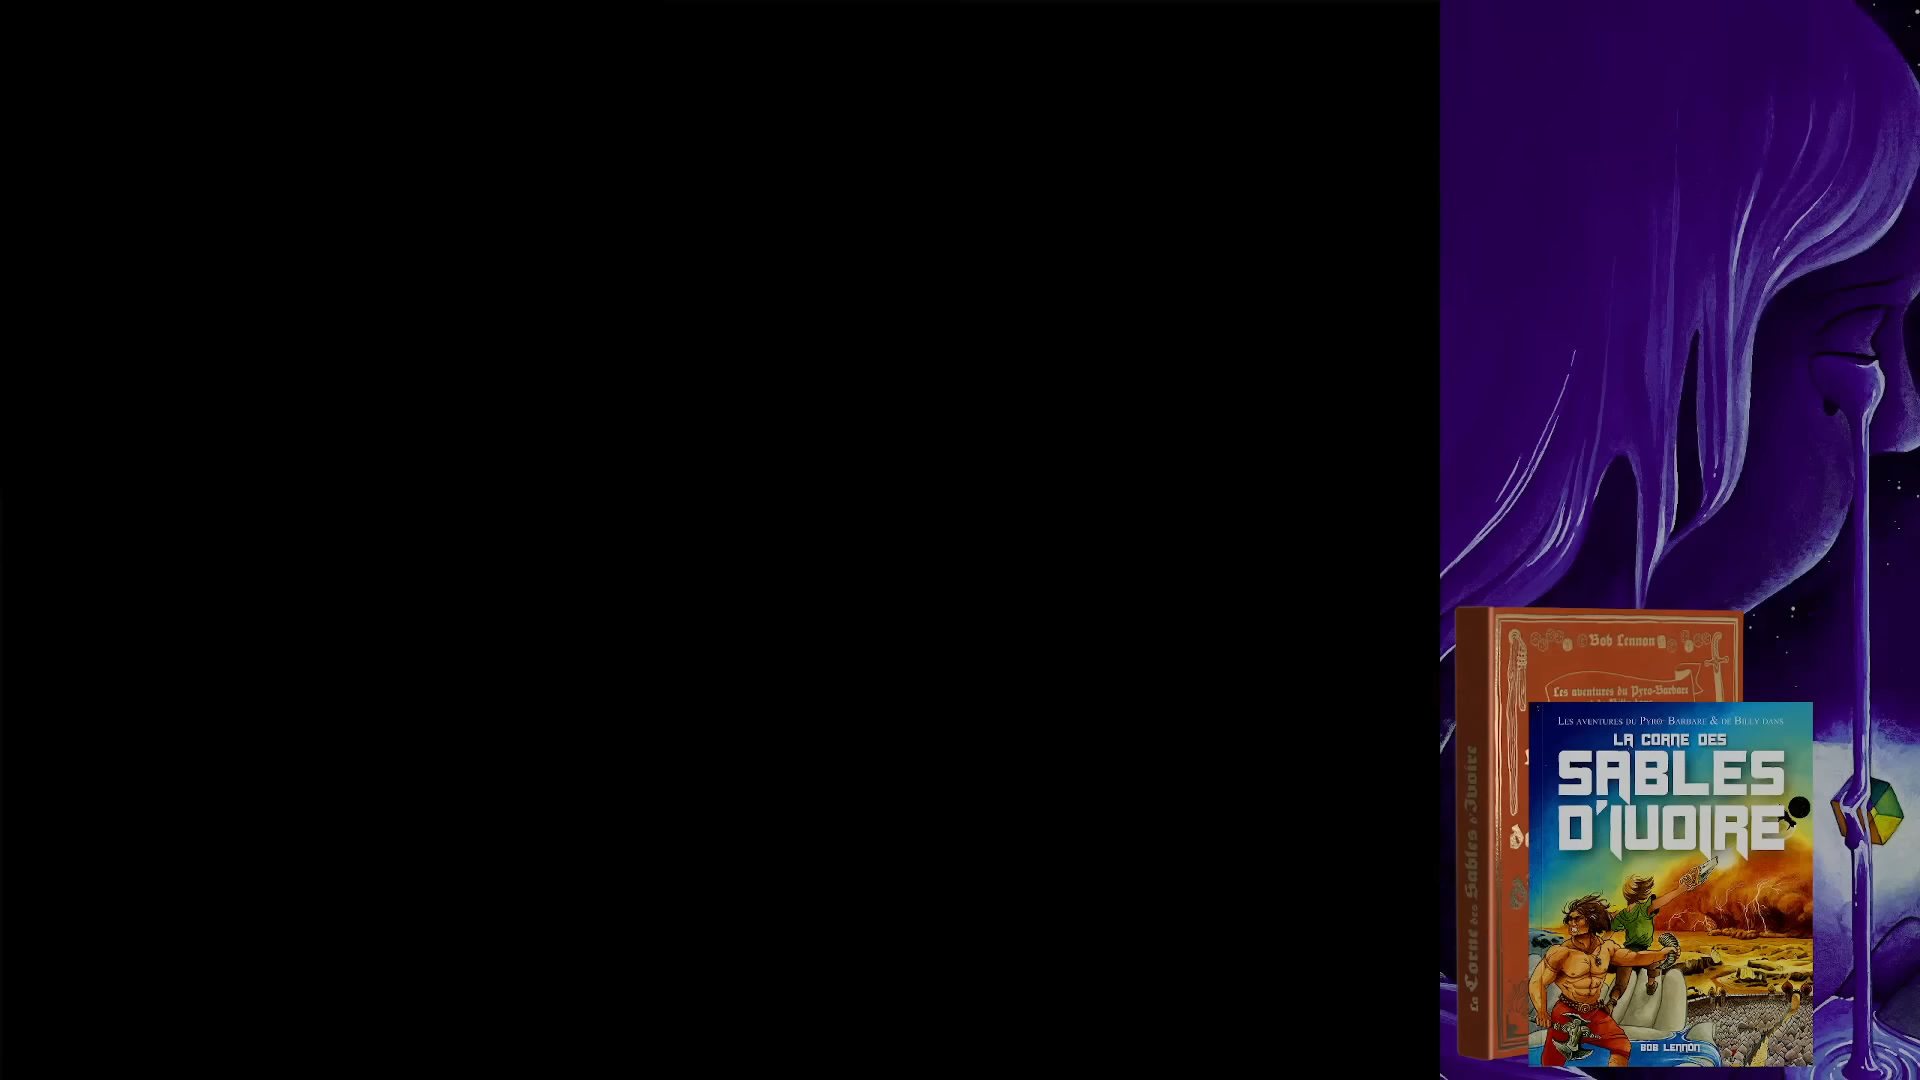 Bob Lennon
Les aventures du Pyro-Barbare
La Corne des Sables d'Ivoire
LES AVENTURES DU PYRO-BARBARE & DE BILLY DANS
LA CORNE DES
SABLES
D'IVOIRE
BOB LENNON